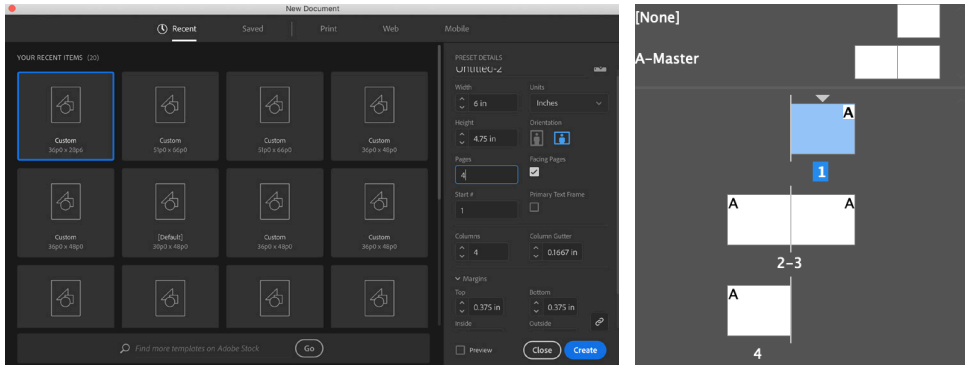 New Document
Recent Saved Print Web Mobile
YOUR RECENT ITEMS (20)
Custom
36p0 x 28p6
Custom
51p0 x 66p0
Custom
51p0 x 66p0
Custom
36p0 x 48p0
Custom
36p0 x 48p0
[Default]
30p0 x 48p0
Custom
36p0 x 48p0
Custom
36p0 x 48p0
Find more templates on Adobe Stock
Go
PRESET DETAILS
Untitled-2
Width Units
6 in Inches
Height Orientation
4.75 in
Pages Facing Pages
4
Start # Primary Text Frame
1
Columns Column Gutter
4 0.1667 in
Margins
Top Bottom
0.375 in 0.375 in
Inside Outside
Preview
Close
Create
[None]
A-Master
A
1
A A
2-3
A
4